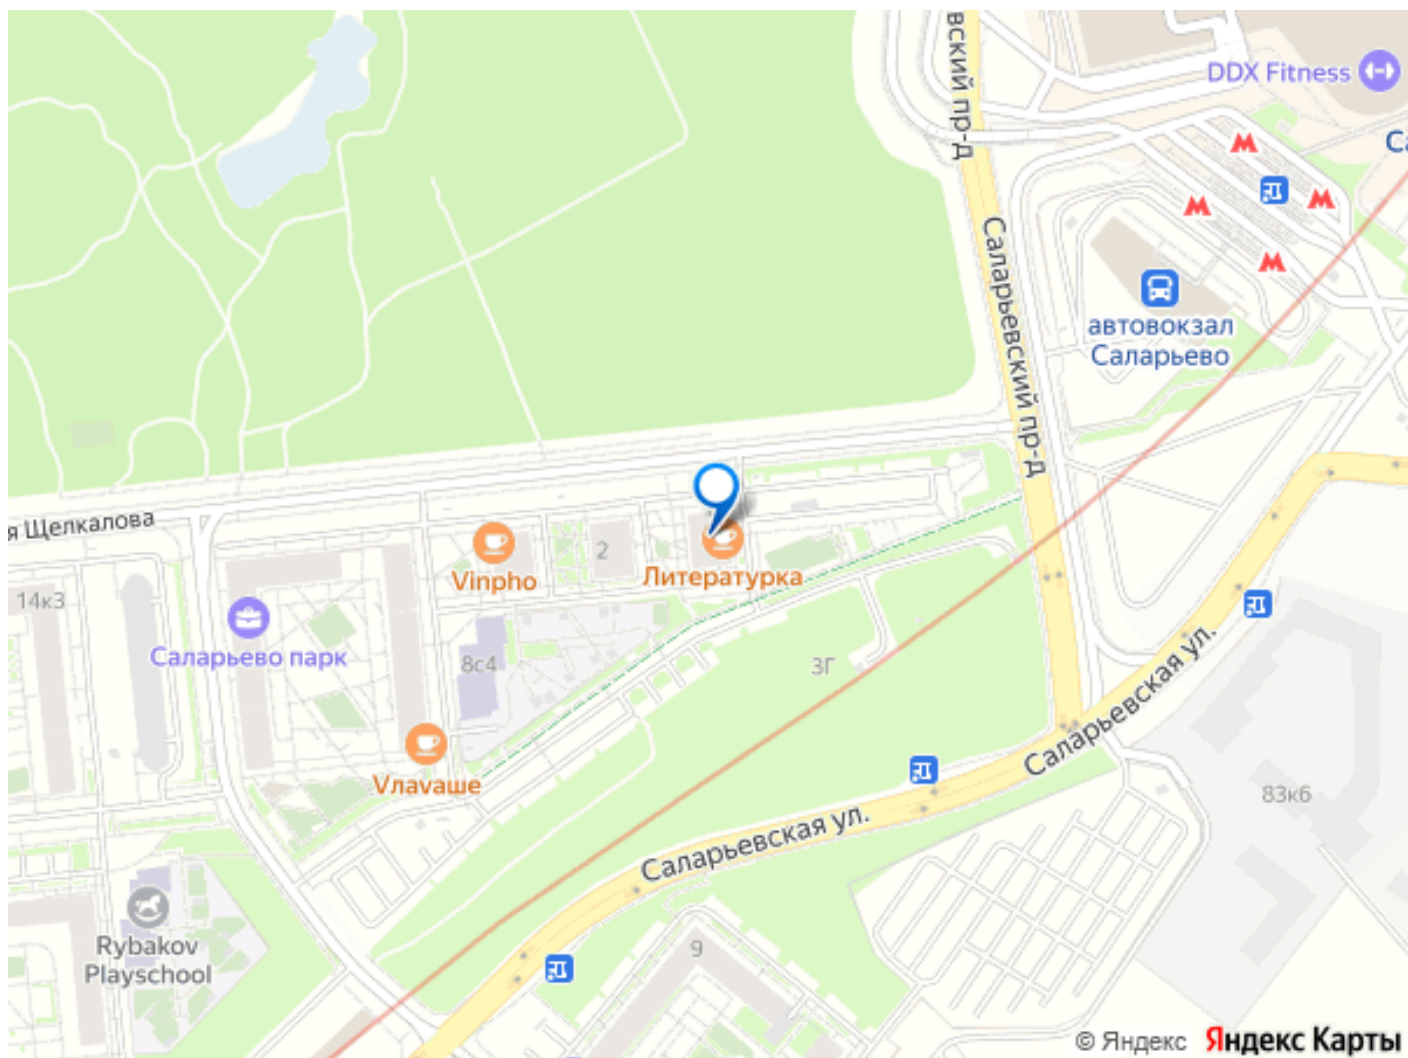 вский пр-д
DDX Fitness
Са
Саларьевский пр-д
автовокзал
Саларьево
я Щелкалова
Vinpho
2
Литературка
14к3
Саларьево парк
8с4
3Г
Саларьевская ул.
Vлаvаше
83к6
Саларьевская ул.
Rybakov
Playschool
9
© Яндекс Яндекс Карты